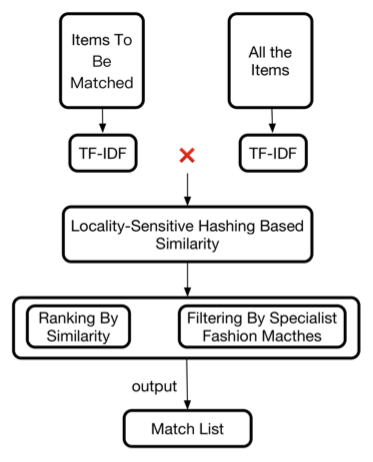 Items To
Be
Matched
All the
Items
TF-IDF
TF-IDF
Locality-Sensitive Hashing Based
Similarity
Ranking By
Similarity
Filtering By Specialist
Fashion Macthes
output
Match List